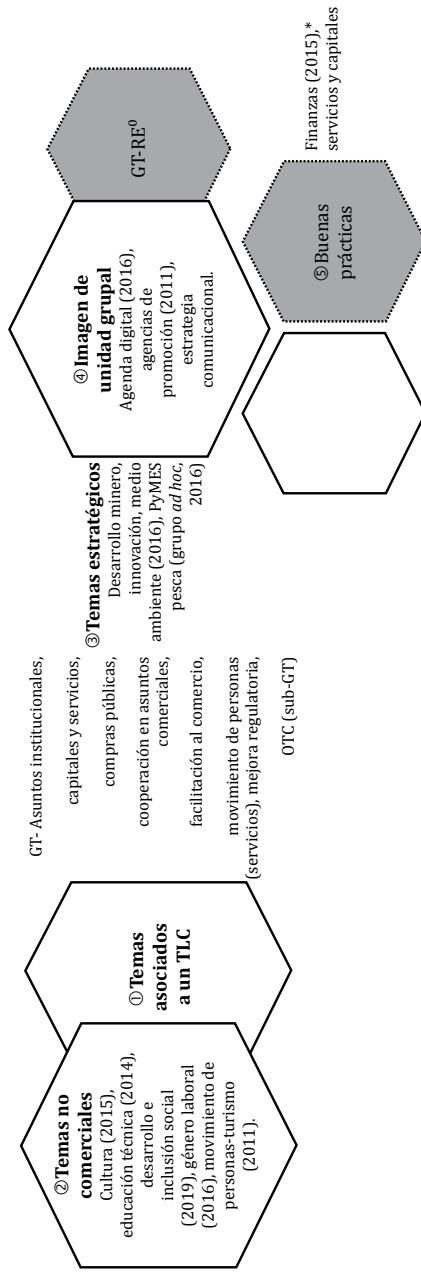 ②Temas no
comerciales
Cultura (2015),
educación técnica (2014),
desarrollo e
inclusión social
(2019), género laboral
(2016), movimiento de
personas-turismo
(2011).
①Temas
asociados
a un TLC
GT- Asuntos institucionales,
capitales y servicios,
compras públicas,
cooperación en asuntos
comerciales,
facilitación al comercio,
movimiento de personas
(servicios), mejora regulatoria,
OTC (sub-GT)
③Temas estratégicos
Desarrollo minero,
innovación, medio
ambiente (2016), PyMES
pesca (grupo ad hoc,
2016)
④Imagen de
unidad grupal
Agenda digital (2016),
agencias de
promoción (2011),
estrategia
comunicacional.
GT-RE⁰
⑤Buenas
prácticas
Finanzas (2015),*
servicios y capitales